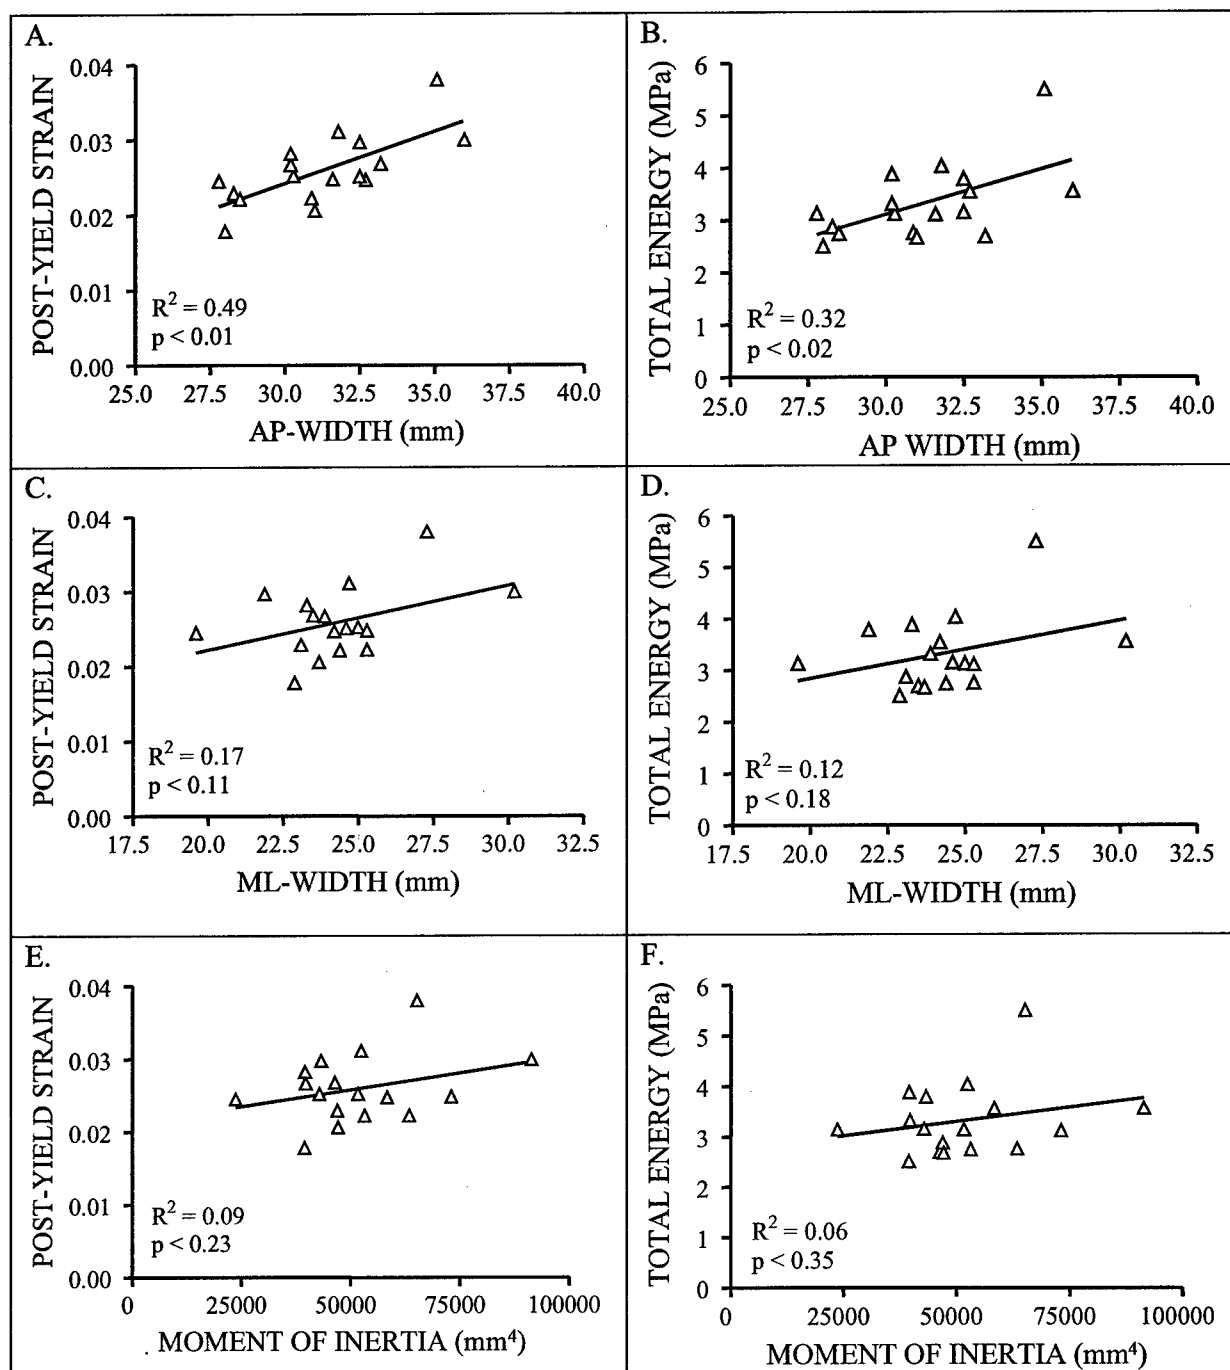 A.
POST-YIELD STRAIN
0.04
0.03
0.02
0.01
0.00
R² = 0.49
p < 0.01
25.0 27.5 30.0 32.5 35.0 37.5 40.0
AP-WIDTH (mm)
B.
TOTAL ENERGY (MPa)
6
5
4
3
2
1
0
R² = 0.32
p < 0.02
25.0 27.5 30.0 32.5 35.0 37.5 40.0
AP WIDTH (mm)
C.
POST-YIELD STRAIN
0.04
0.03
0.02
0.01
0.00
R² = 0.17
p < 0.11
17.5 20.0 22.5 25.0 27.5 30.0 32.5
ML-WIDTH (mm)
D.
TOTAL ENERGY (MPa)
6
5
4
3
2
1
0
R² = 0.12
p < 0.18
17.5 20.0 22.5 25.0 27.5 30.0 32.5
ML-WIDTH (mm)
E.
POST-YIELD STRAIN
0.04
0.03
0.02
0.01
0.00
R² = 0.09
p < 0.23
0 25000 50000 75000 100000
MOMENT OF INERTIA (mm⁴)
F.
TOTAL ENERGY (MPa)
6
5
4
3
2
1
0
R² = 0.06
p < 0.35
0 25000 50000 75000 100000
MOMENT OF INERTIA (mm⁴)